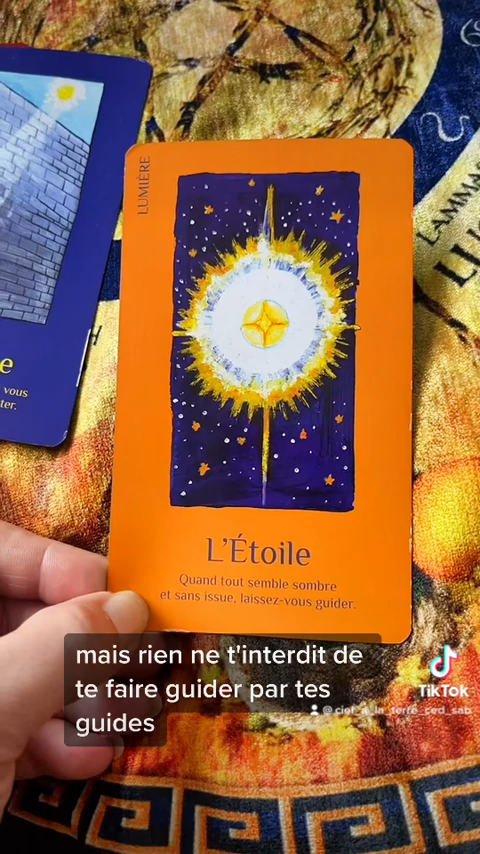 LUMIÈRE
L'Étoile
Quand tout semble sombre
et sans issue, laissez-vous guider.
e
vous
ter.
H
LAMMAS
mais rien ne t'interdit de
te faire guider par tes
guides
TikTok